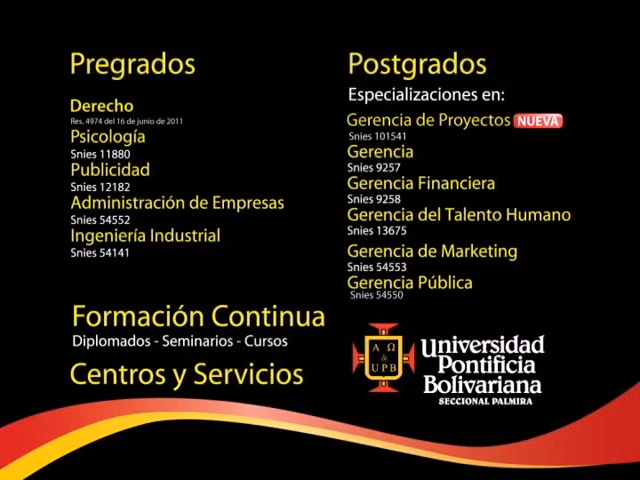 Pregrados
Derecho
Res. 4974 del 16 de junio de 2011
Psicología
Snies 11880
Publicidad
Snies 12182
Administración de Empresas
Snies 54552
Ingeniería Industrial
Snies 54141
Postgrados
Especializaciones en:
Gerencia de Proyectos NUEVA
Snies 101541
Gerencia
Snies 9257
Gerencia Financiera
Snies 9258
Gerencia del Talento Humano
Snies 13675
Gerencia de Marketing
Snies 54553
Gerencia Pública
Snies 54550
Formación Continua
Diplomados - Seminarios - Cursos
Centros y Servicios
Α Ω
&
UPB
Universidad
Pontificia
Bolivariana
SECCIONAL PALMIRA